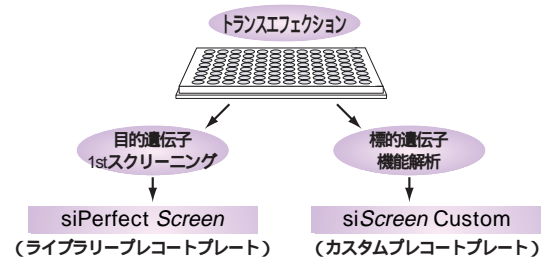 トランスエフェクション
目的遺伝子
1stスクリーニング
標的遺伝子
機能解析
siPerfect Screen
(ライブラリープレコートプレート)
siScreen Custom
(カスタムプレコートプレート)